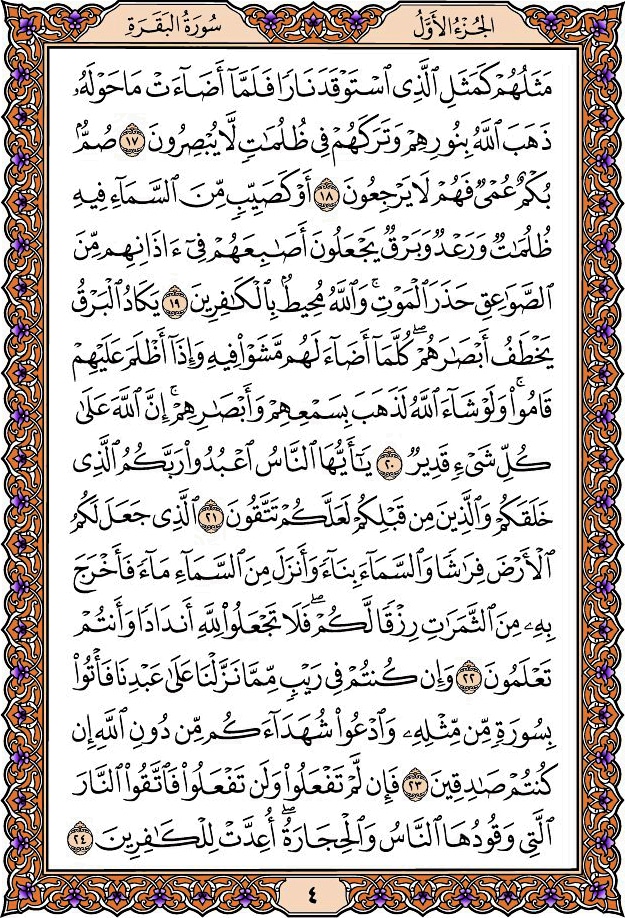 الجُزْءُ الأَوَّلُ
سُورَةُ البَقَرَةِ
مَثَلُهُمْ كَمَثَلِ ٱلَّذِى ٱسْتَوْقَدَ نَارًا فَلَمَّآ أَضَآءَتْ مَا حَوْلَهُۥ
ذَهَبَ ٱللَّهُ بِنُورِهِمْ وَتَرَكَهُمْ فِى ظُلُمَٰتٍ لَّا يُبْصِرُونَ ١٧ صُمٌّۢ
بُكْمٌ عُمْىٌ فَهُمْ لَا يَرْجِعُونَ ١٨ أَوْ كَصَيِّبٍ مِّنَ ٱلسَّمَآءِ فِيهِ
ظُلُمَٰتٌ وَرَعْدٌ وَبَرْقٌ يَجْعَلُونَ أَصَٰبِعَهُمْ فِىٓ ءَاذَانِهِم مِّنَ
ٱلصَّوَٰعِقِ حَذَرَ ٱلْمَوْتِ ۚ وَٱللَّهُ مُحِيطٌۢ بِٱلْكَٰفِرِينَ ١٩ يَكَادُ ٱلْبَرْقُ
يَخْطَفُ أَبْصَٰرَهُمْ ۖ كُلَّمَآ أَضَآءَ لَهُم مَّشَوْا۟ فِيهِ وَإِذَآ أَظْلَمَ عَلَيْهِمْ
قَامُوا۟ ۚ وَلَوْ شَآءَ ٱللَّهُ لَذَهَبَ بِسَمْعِهِمْ وَأَبْصَٰرِهِمْ ۚ إِنَّ ٱللَّهَ عَلَىٰ
كُلِّ شَىْءٍ قَدِيرٌ ٢٠ يَٰٓأَيُّهَا ٱلنَّاسُ ٱعْبُدُوا۟ رَبَّكُمُ ٱلَّذِى
خَلَقَكُمْ وَٱلَّذِينَ مِن قَبْلِكُمْ لَعَلَّكُمْ تَتَّقُونَ ٢١ ٱلَّذِى جَعَلَ لَكُمُ
ٱلْأَرْضَ فِرَٰشًا وَٱلسَّمَآءَ بِنَآءً وَأَنزَلَ مِنَ ٱلسَّمَآءِ مَآءً فَأَخْرَجَ
بِهِۦ مِنَ ٱلثَّمَرَٰتِ رِزْقًا لَّكُمْ ۖ فَلَا تَجْعَلُوا۟ لِلَّهِ أَندَادًا وَأَنتُمْ
تَعْلَمُونَ ٢٢ وَإِن كُنتُمْ فِى رَيْبٍ مِّمَّا نَزَّلْنَا عَلَىٰ عَبْدِنَا فَأْتُوا۟
بِسُورَةٍ مِّن مِّثْلِهِۦ وَٱدْعُوا۟ شُهَدَآءَكُم مِّن دُونِ ٱللَّهِ إِن
كُنتُمْ صَٰدِقِينَ ٢٣ فَإِن لَّمْ تَفْعَلُوا۟ وَلَن تَفْعَلُوا۟ فَٱتَّقُوا۟ ٱلنَّارَ
ٱلَّتِى وَقُودُهَا ٱلنَّاسُ وَٱلْحِجَارَةُ ۖ أُعِدَّتْ لِلْكَٰفِرِينَ ٢٤
٤